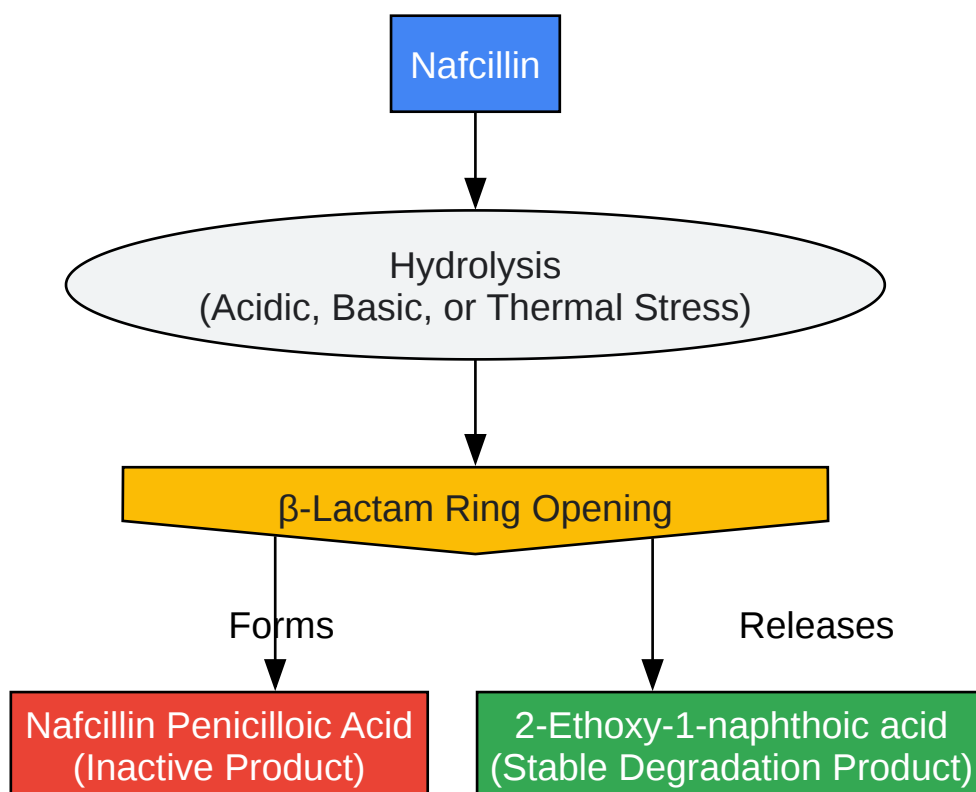 Nafcillin
Hydrolysis
(Acidic, Basic, or Thermal Stress)
β-Lactam Ring Opening
Forms
Releases
Nafcillin Penicilloic Acid
(Inactive Product)
2-Ethoxy-1-naphthoic acid
(Stable Degradation Product)